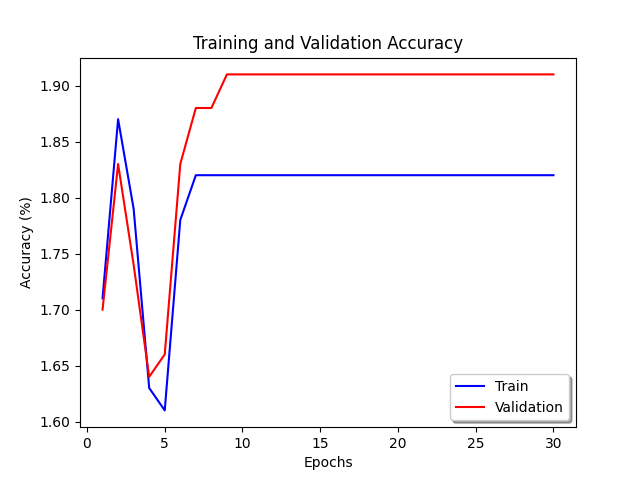 Training and Validation Accuracy
Accuracy (%)
1.90
1.85
1.80
1.75
1.70
1.65
1.60
0 5 10 15 20 25 30
Epochs
Train
Validation